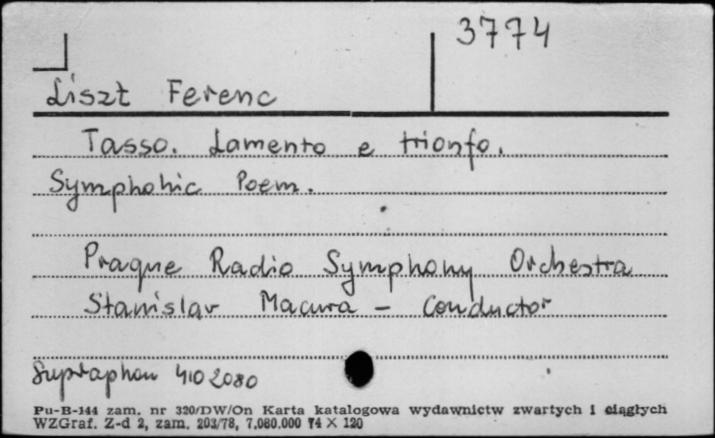 3774
Liszt Ferenc
Tasso. Lamento e trionfo.
Symphonic Poem.
Prague Radio Symphony Orchestra
Stanislav Macura - Conductor
Supraphon 4102080
Pu-B-144 zam. nr 320/DW/On Karta katalogowa wydawnictw zwartych i ciągłych
WZGraf. Z-d 2, zam. 203/78, 7.080.000 74 X 120